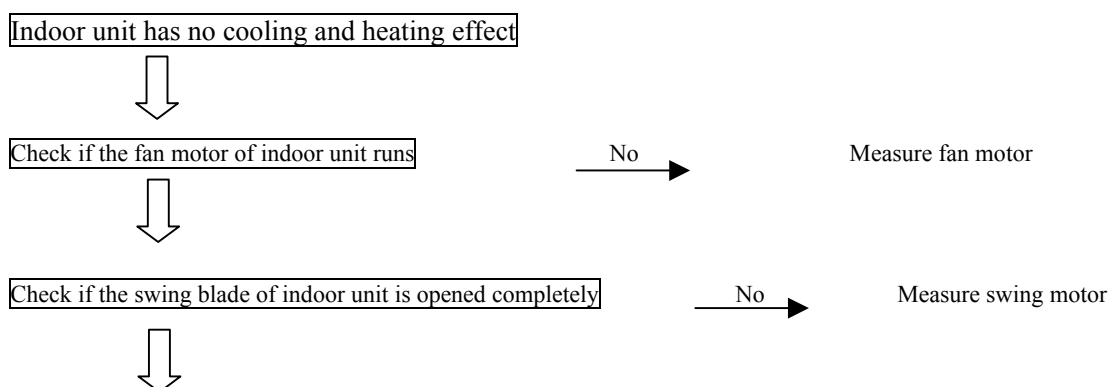 Indoor unit has no cooling and heating effect
Check if the fan motor of indoor unit runs No Measure fan motor
Check if the swing blade of indoor unit is opened completely No Measure swing motor